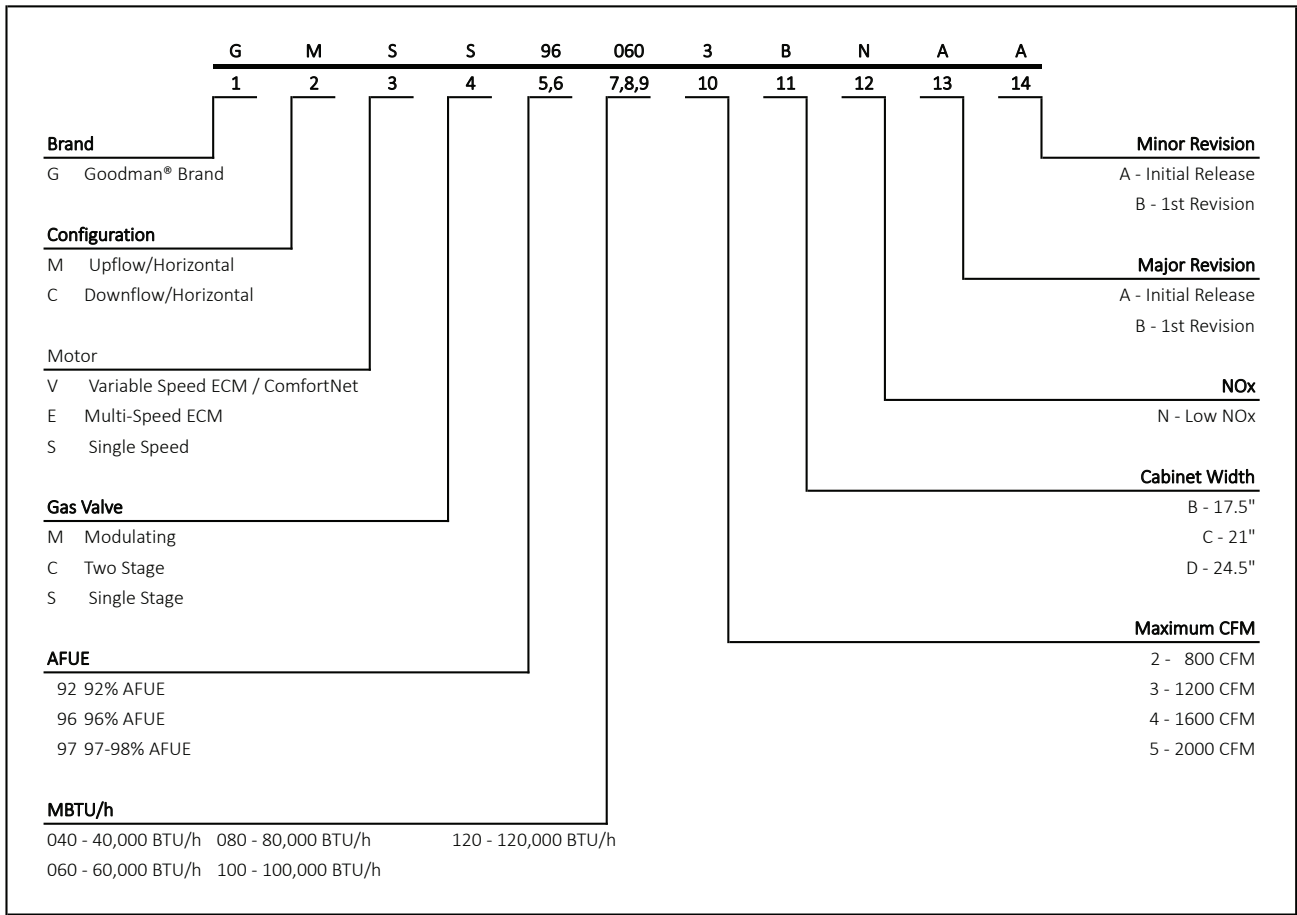 G M S S 96 060 3 B N A A
1 2 3 4 5,6 7,8,9 10 11 12 13 14
Brand
G Goodman® Brand
Configuration
M Upflow/Horizontal
C Downflow/Horizontal
Motor
V Variable Speed ECM / ComfortNet
E Multi-Speed ECM
S Single Speed
Gas Valve
M Modulating
C Two Stage
S Single Stage
AFUE
92 92% AFUE
96 96% AFUE
97 97-98% AFUE
MBTU/h
040 - 40,000 BTU/h 080 - 80,000 BTU/h 120 - 120,000 BTU/h
060 - 60,000 BTU/h 100 - 100,000 BTU/h
Minor Revision
A - Initial Release
B - 1st Revision
Major Revision
A - Initial Release
B - 1st Revision
NOx
N - Low NOx
Cabinet Width
B - 17.5"
C - 21"
D - 24.5"
Maximum CFM
2 - 800 CFM
3 - 1200 CFM
4 - 1600 CFM
5 - 2000 CFM